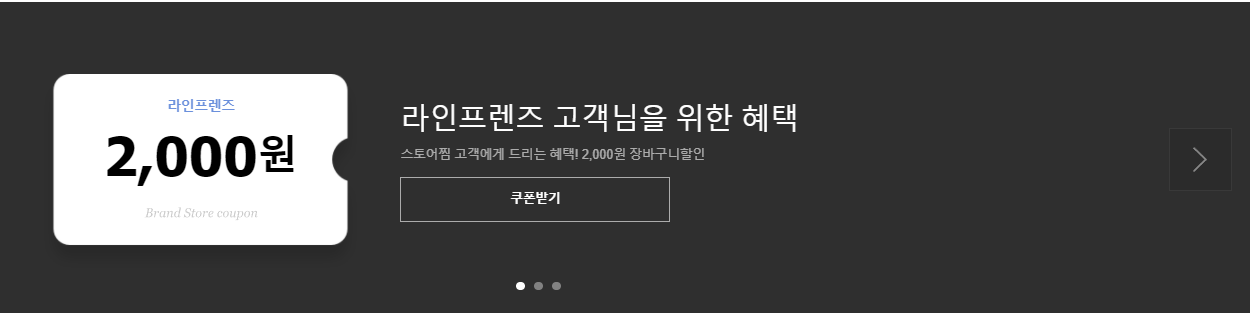 라인프렌즈
2,000원
Brand Store coupon
라인프렌즈 고객님을 위한 혜택
스토어찜 고객에게 드리는 혜택! 2,000원 장바구니할인
쿠폰받기